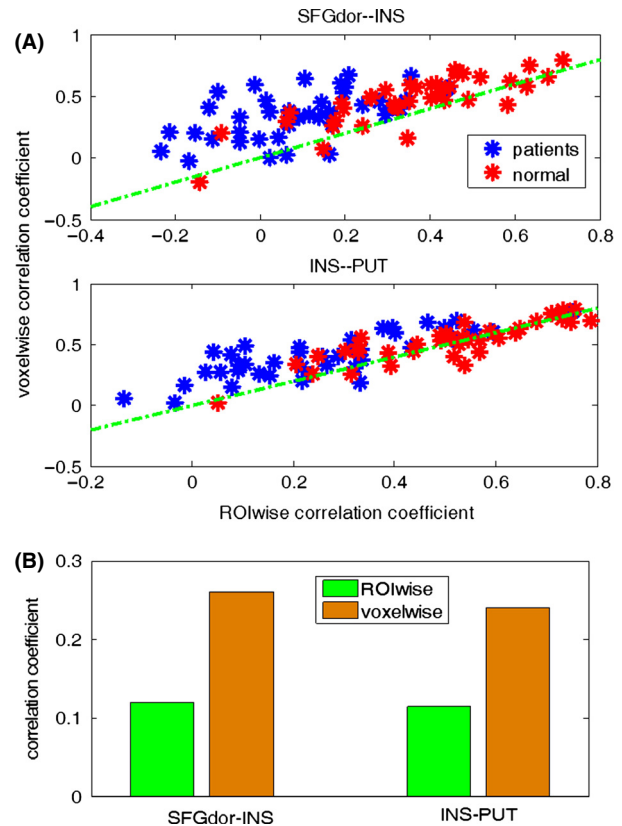 SFGdor--INS
(A)
1
0.5
0
−0.5
patients
normal
−0.4
−0.2
0
0.2
0.4
0.6
0.8
INS--PUT
voxelwise correlation coefficient
1
0.5
0
−0.5
−0.2
0
0.2
0.4
0.6
0.8
ROIwise correlation coefficient
(B)
0.3
0.2
0.1
0
correlation coefficient
ROIwise
voxelwise
SFGdor-INS
INS-PUT